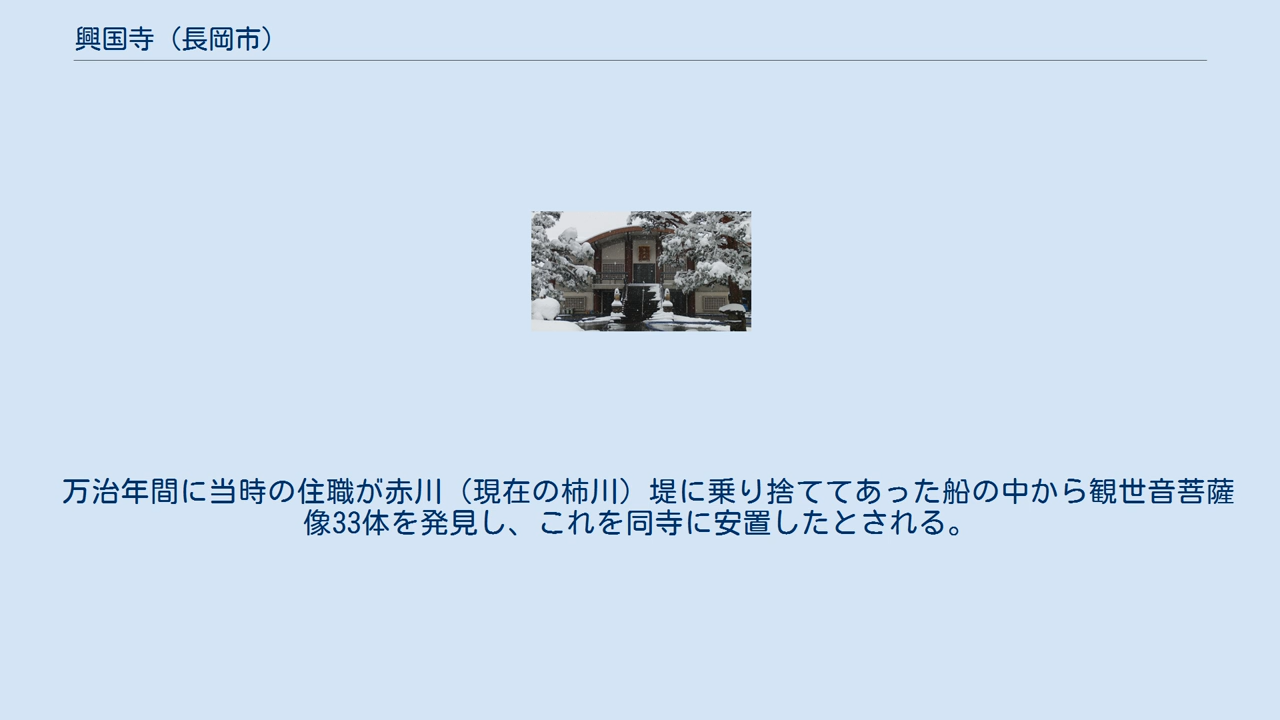 興国寺（長岡市）
万治年間に当時の住職が赤川（現在の柿川）堤に乗り捨ててあった船の中から観世音菩薩
像33体を発見し、これを同寺に安置したとされる。